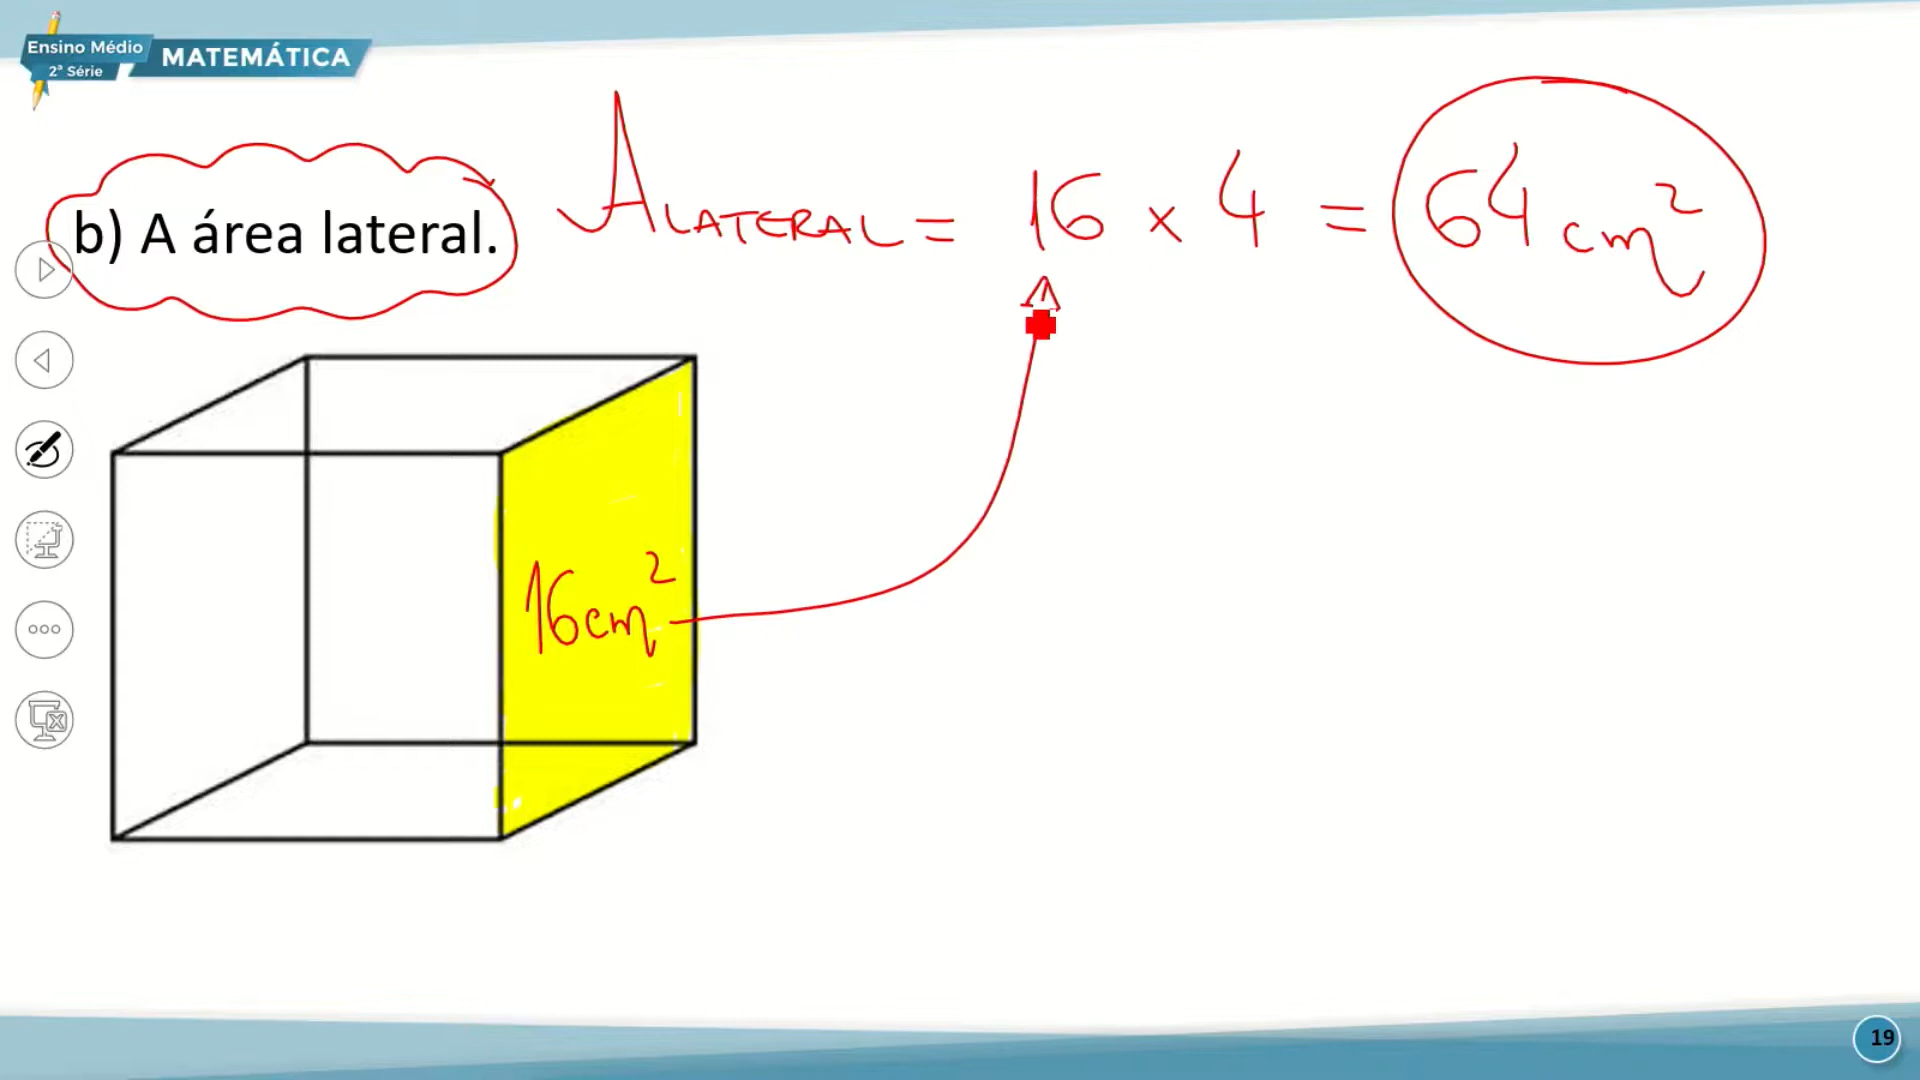 Ensino Médio
2ª Série
MATEMÁTICA
b) A área lateral.
ALATERAL = 16 × 4 = 64 cm²
16cm²
19